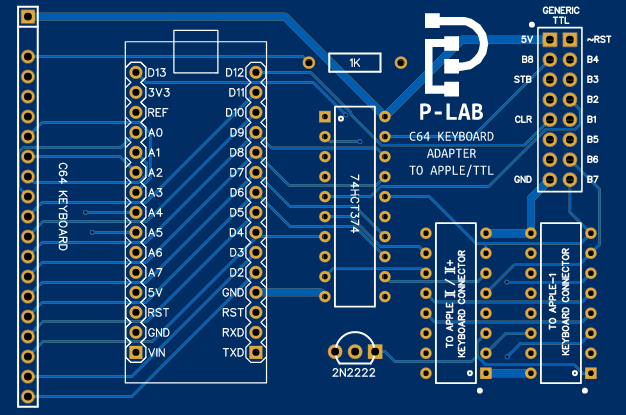 GENERIC
TTL
5V
~RST
B8
B4
STB
B3
B2
CLR
B1
B5
B6
GND
B7
1K
P-LAB
C64 KEYBOARD
ADAPTER
TO APPLE/TTL
C64 KEYBOARD
D13
3V3
REF
A0
A1
A2
A3
A4
A5
A6
A7
5V
RST
GND
VIN
D12
D11
D10
D9
D8
D7
D6
D5
D4
D3
D2
GND
RST
RXD
TXD
74HCT374
2N2222
TO APPLE II / II+
KEYBOARD CONNECTOR
TO APPLE-1
KEYBOARD CONNECTOR